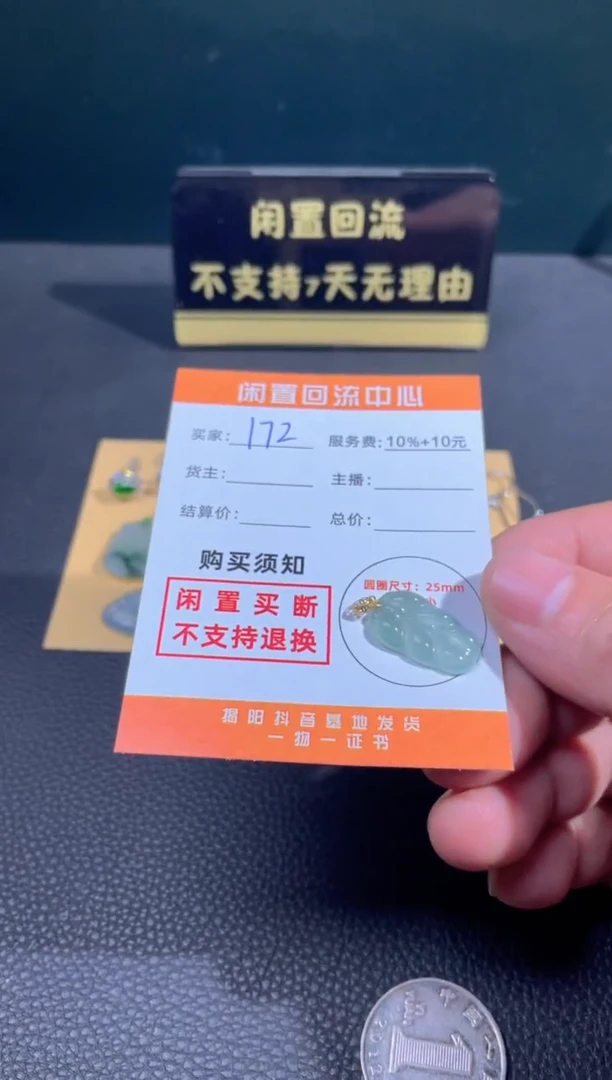 闲置回流
不支持7天无理由
闲置回流中心
买家: 172 服务费: 10%+10元
货主: 主播:
结算价: 总价:
购买须知
闲置买断
不支持退换
圆圈尺寸: 25mm
小
揭阳抖音基地发货
一物一证书
1